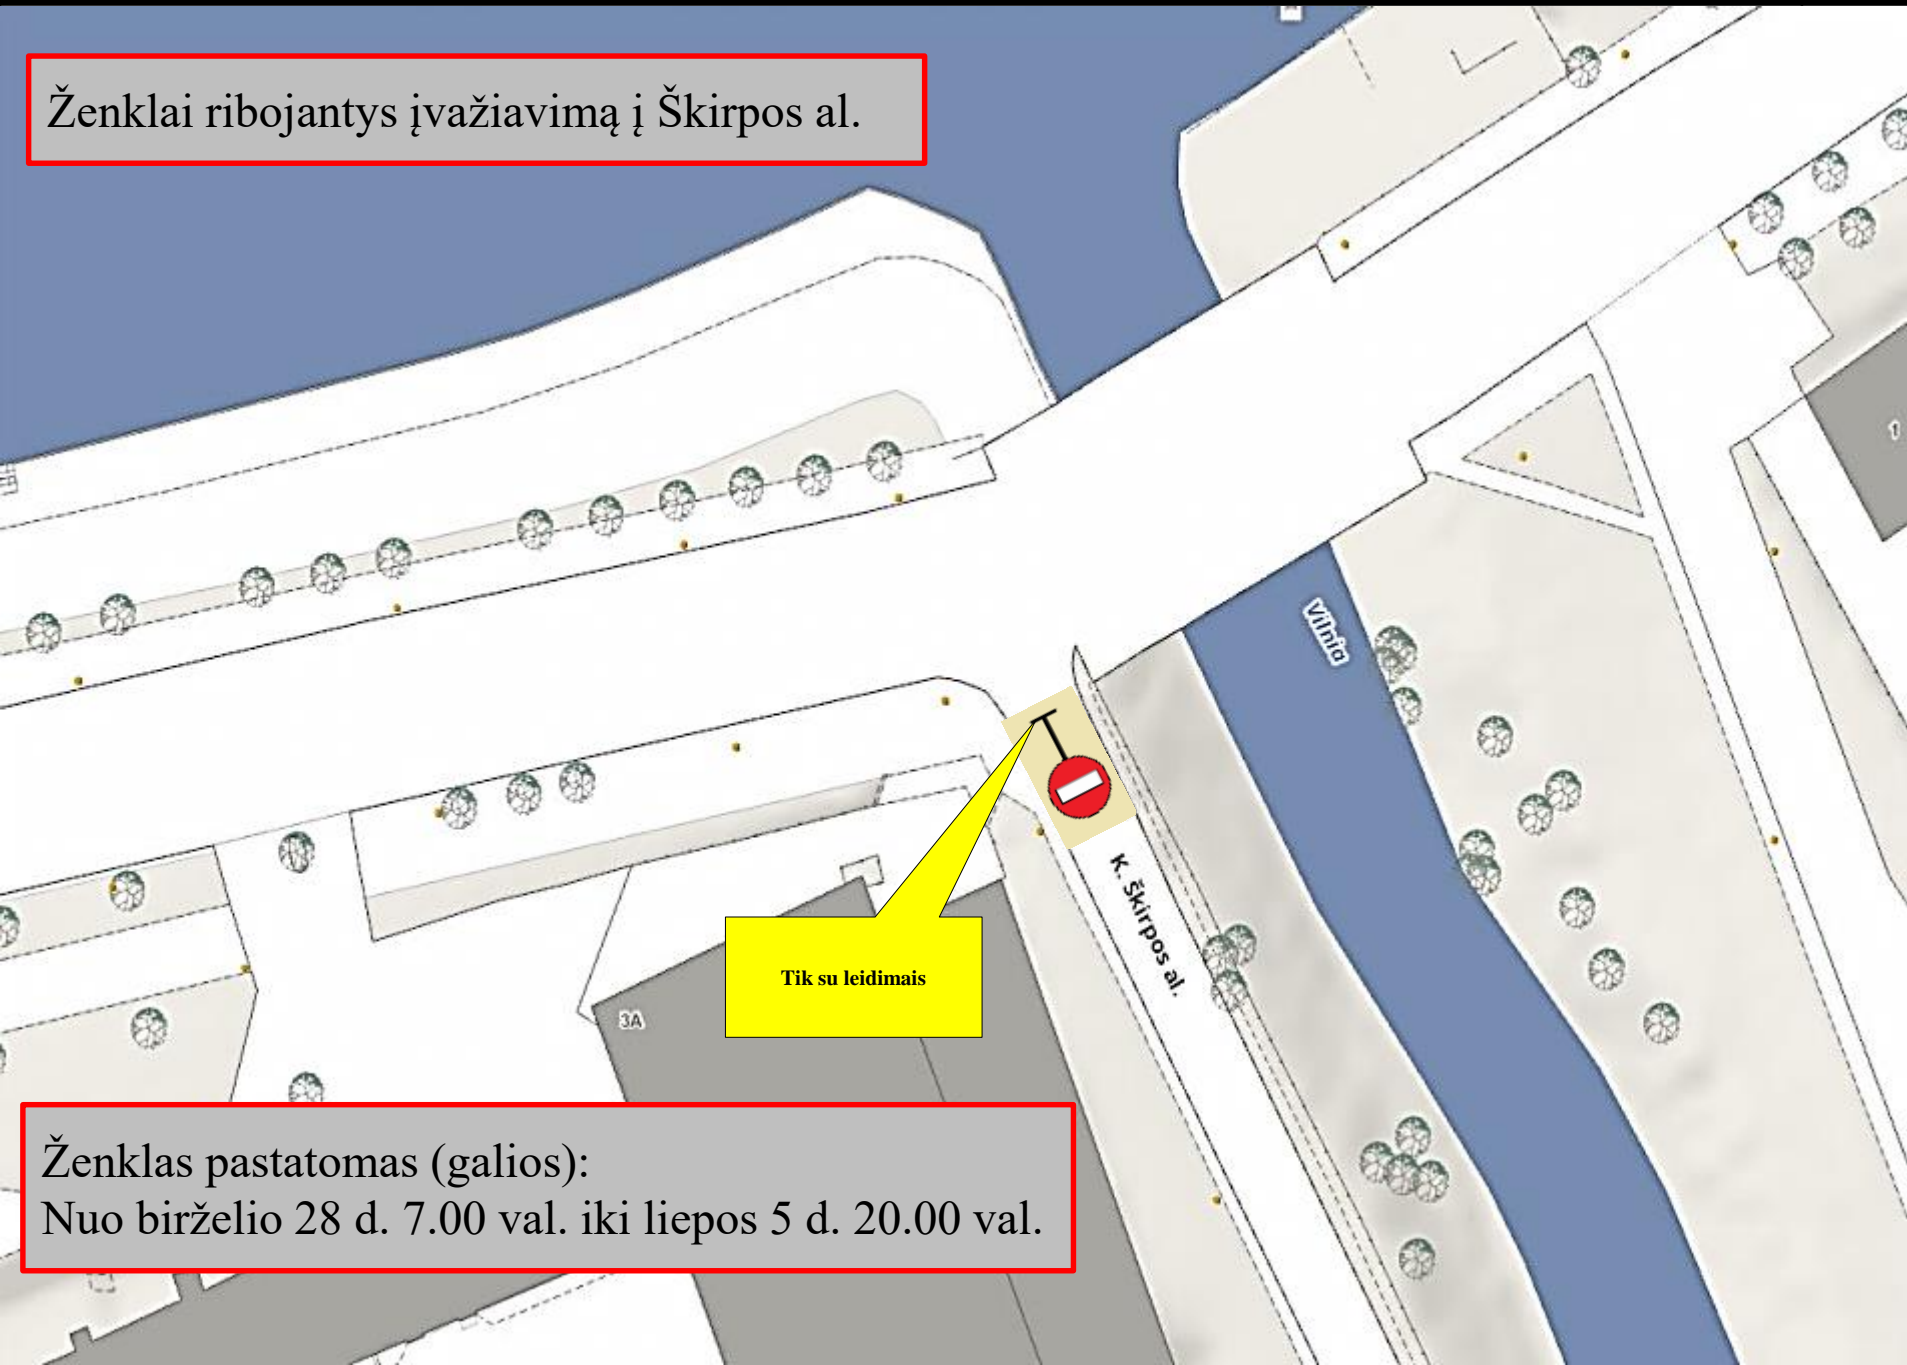 Ženklai ribojantys įvažiavimą į Škirpos al.
1
Vilnia
K. Škirpos al.
Tik su leidimais
3A
Ženklas pastatomas (galios):
Nuo birželio 28 d. 7.00 val. iki liepos 5 d. 20.00 val.